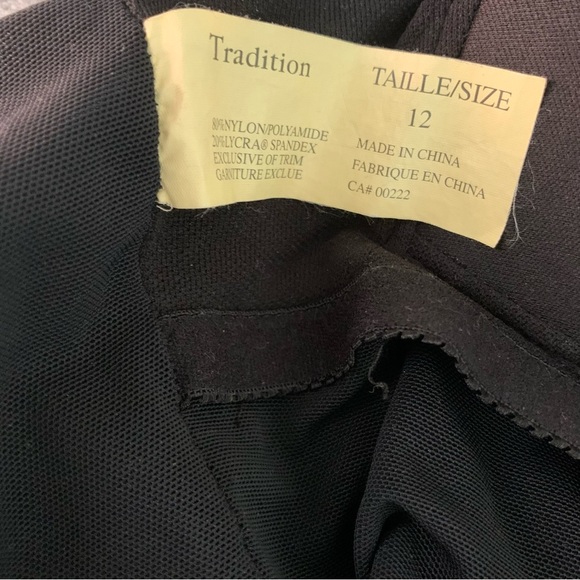 Tradition
80%NYLON/POLYAMIDE
20%LYCRA® SPANDEX
EXCLUSIVE OF TRIM
GARNITURE EXCLUE
TAILLE/SIZE
12
MADE IN CHINA
FABRIQUE EN CHINA
CA# 00222